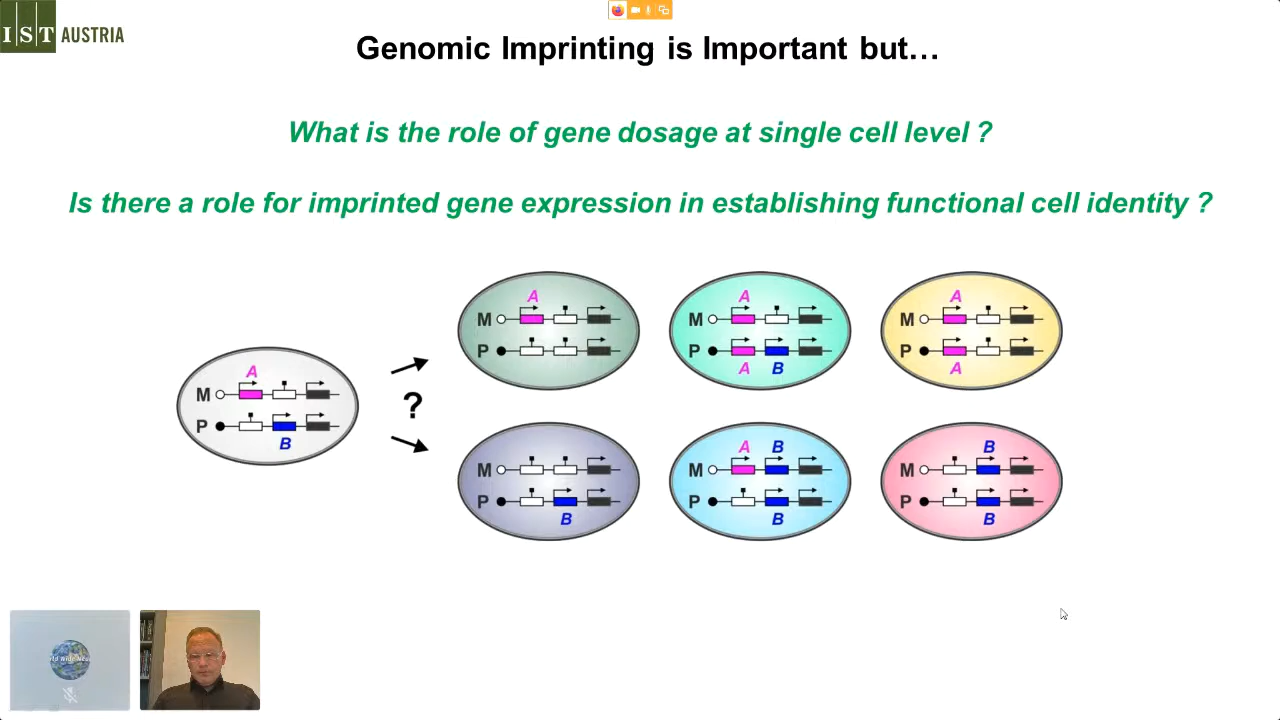 IST AUSTRIA
Genomic Imprinting is Important but…
What is the role of gene dosage at single cell level ?
Is there a role for imprinted gene expression in establishing functional cell identity ?
A
M
P
B
?
A
M
P
A
M
P
A B
A
M
P
A
M
P
B
A B
M
P
B
B
M
P
B